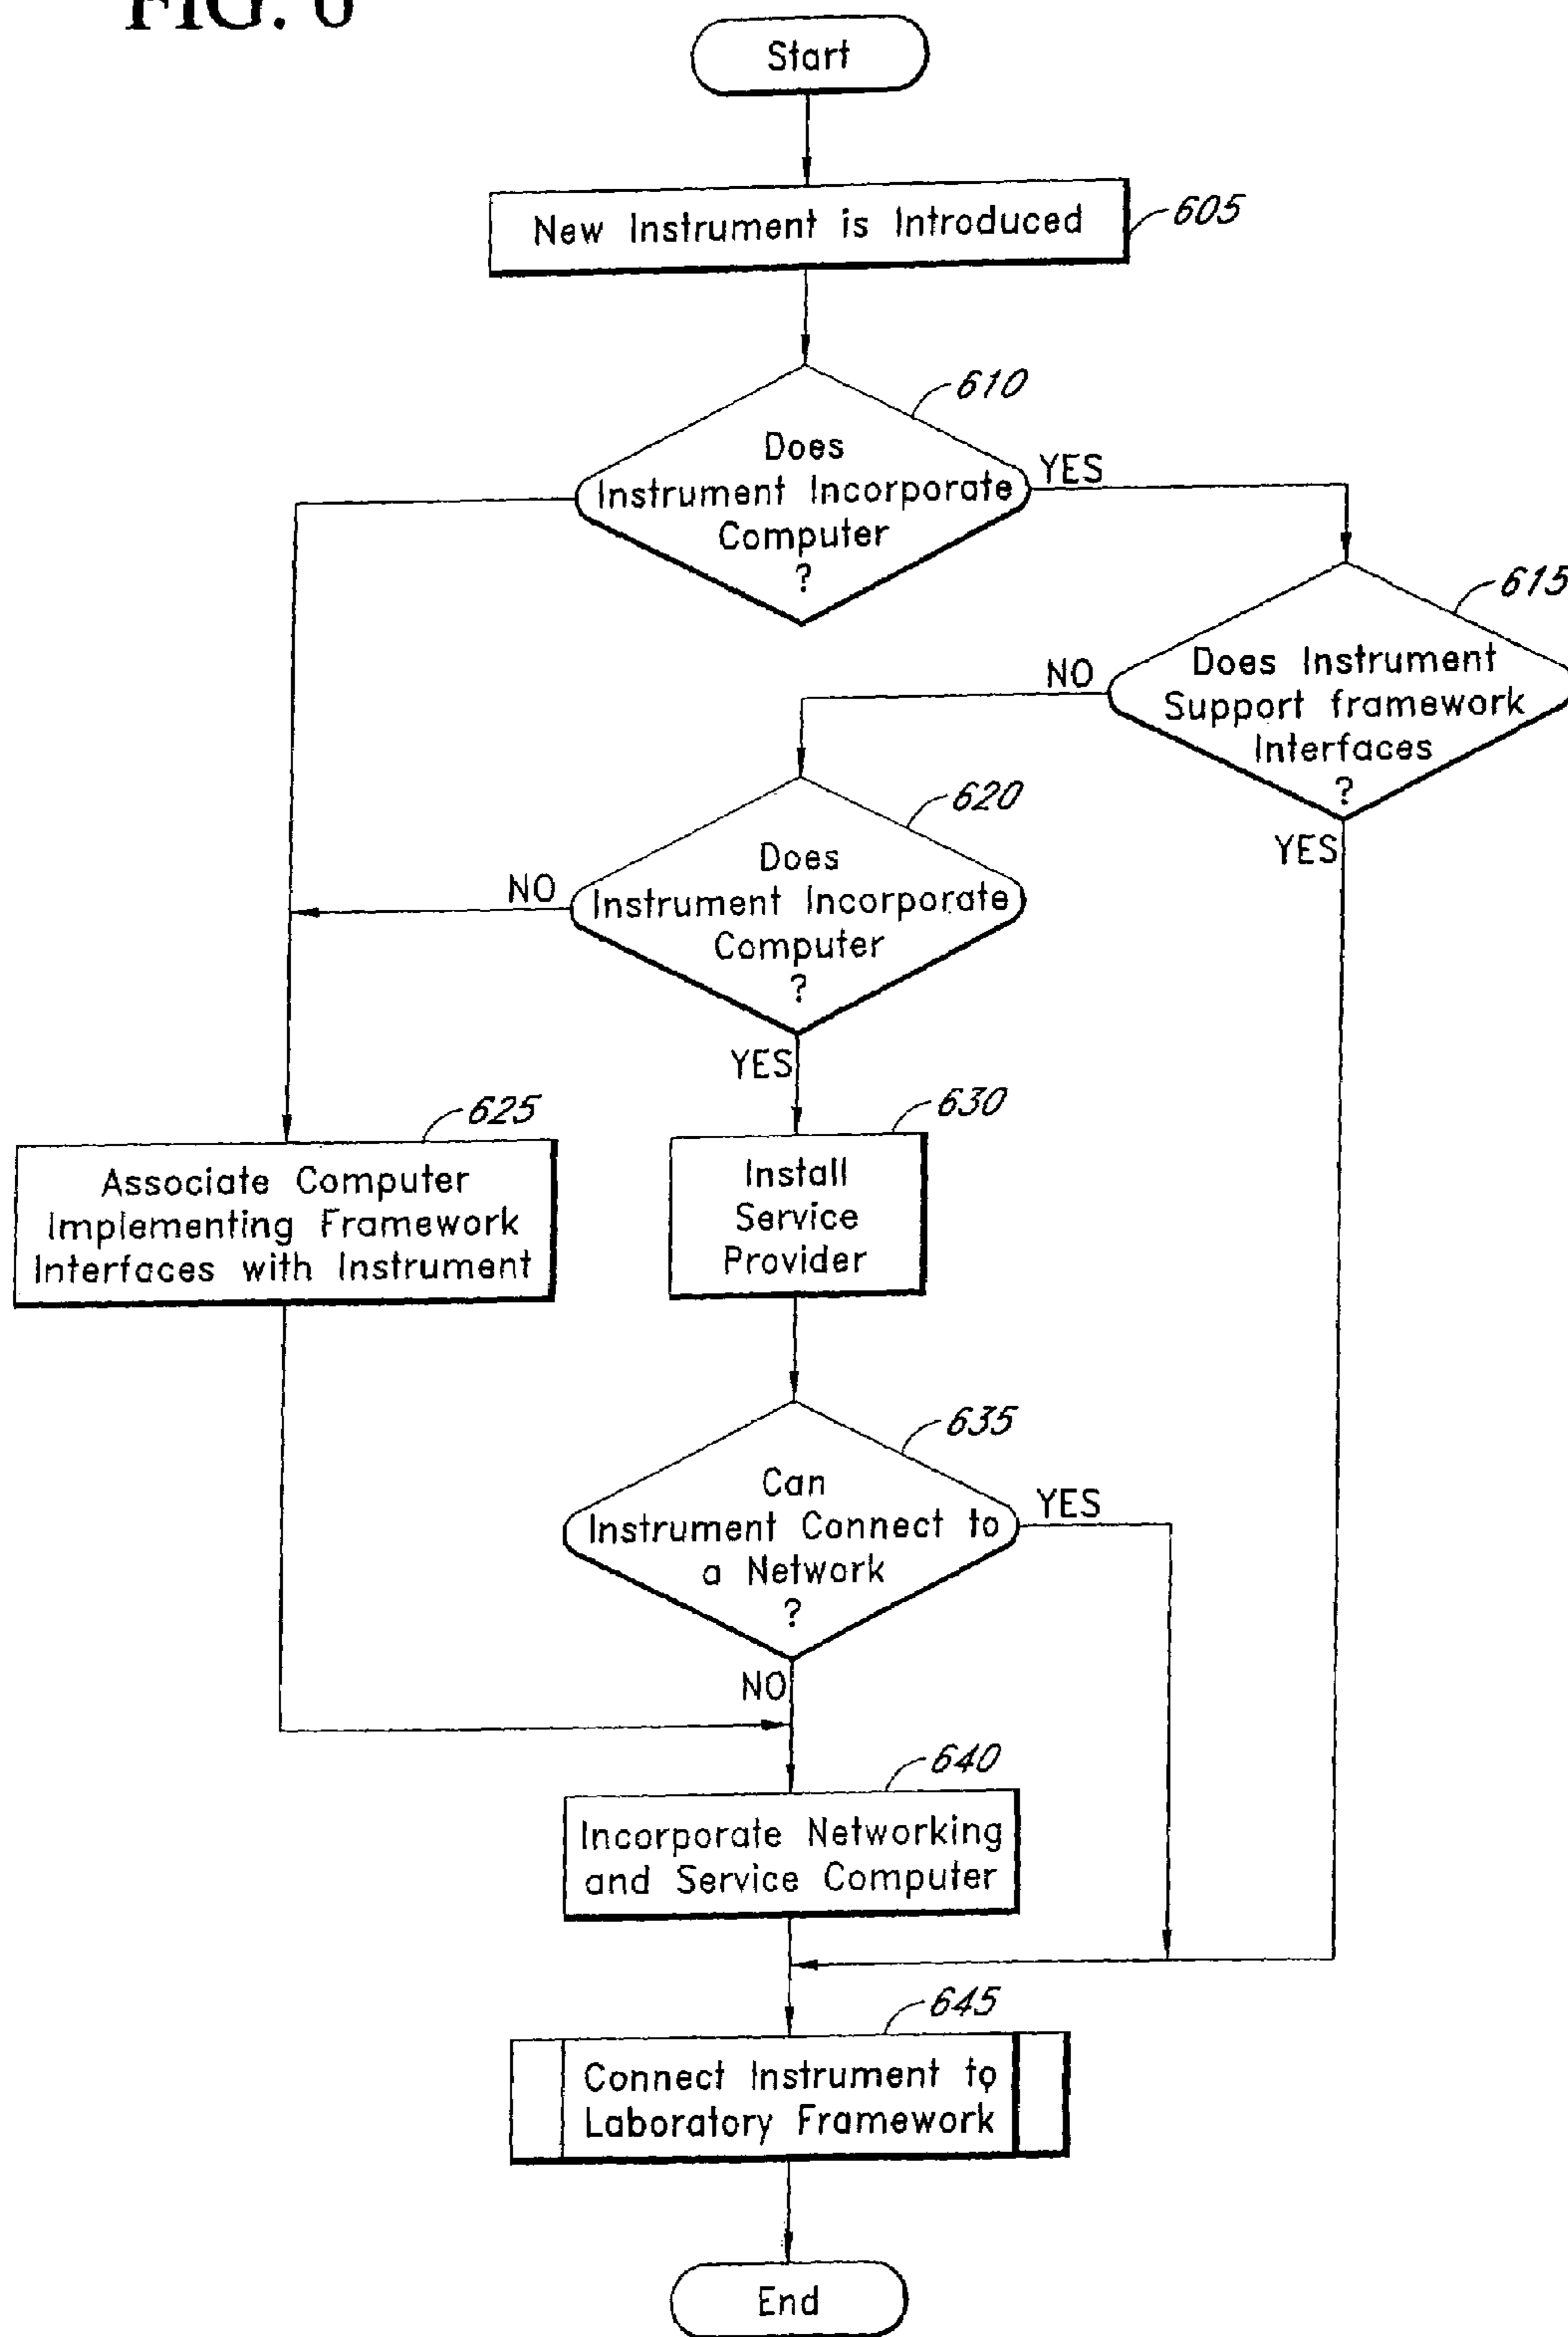 Start
New Instrument is Introduced
605
610
Does
Instrument Incorporate
Computer
?
YES
615
Does Instrument
Support framework
Interfaces
?
NO
YES
620
Does
Instrument Incorporate
Computer
?
NO
YES
625
Associate Computer
Implementing Framework
Interfaces with Instrument
630
Install
Service
Provider
635
Can
Instrument Connect to
a Network
?
YES
NO
640
Incorporate Networking
and Service Computer
645
Connect Instrument to
Laboratory Framework
End